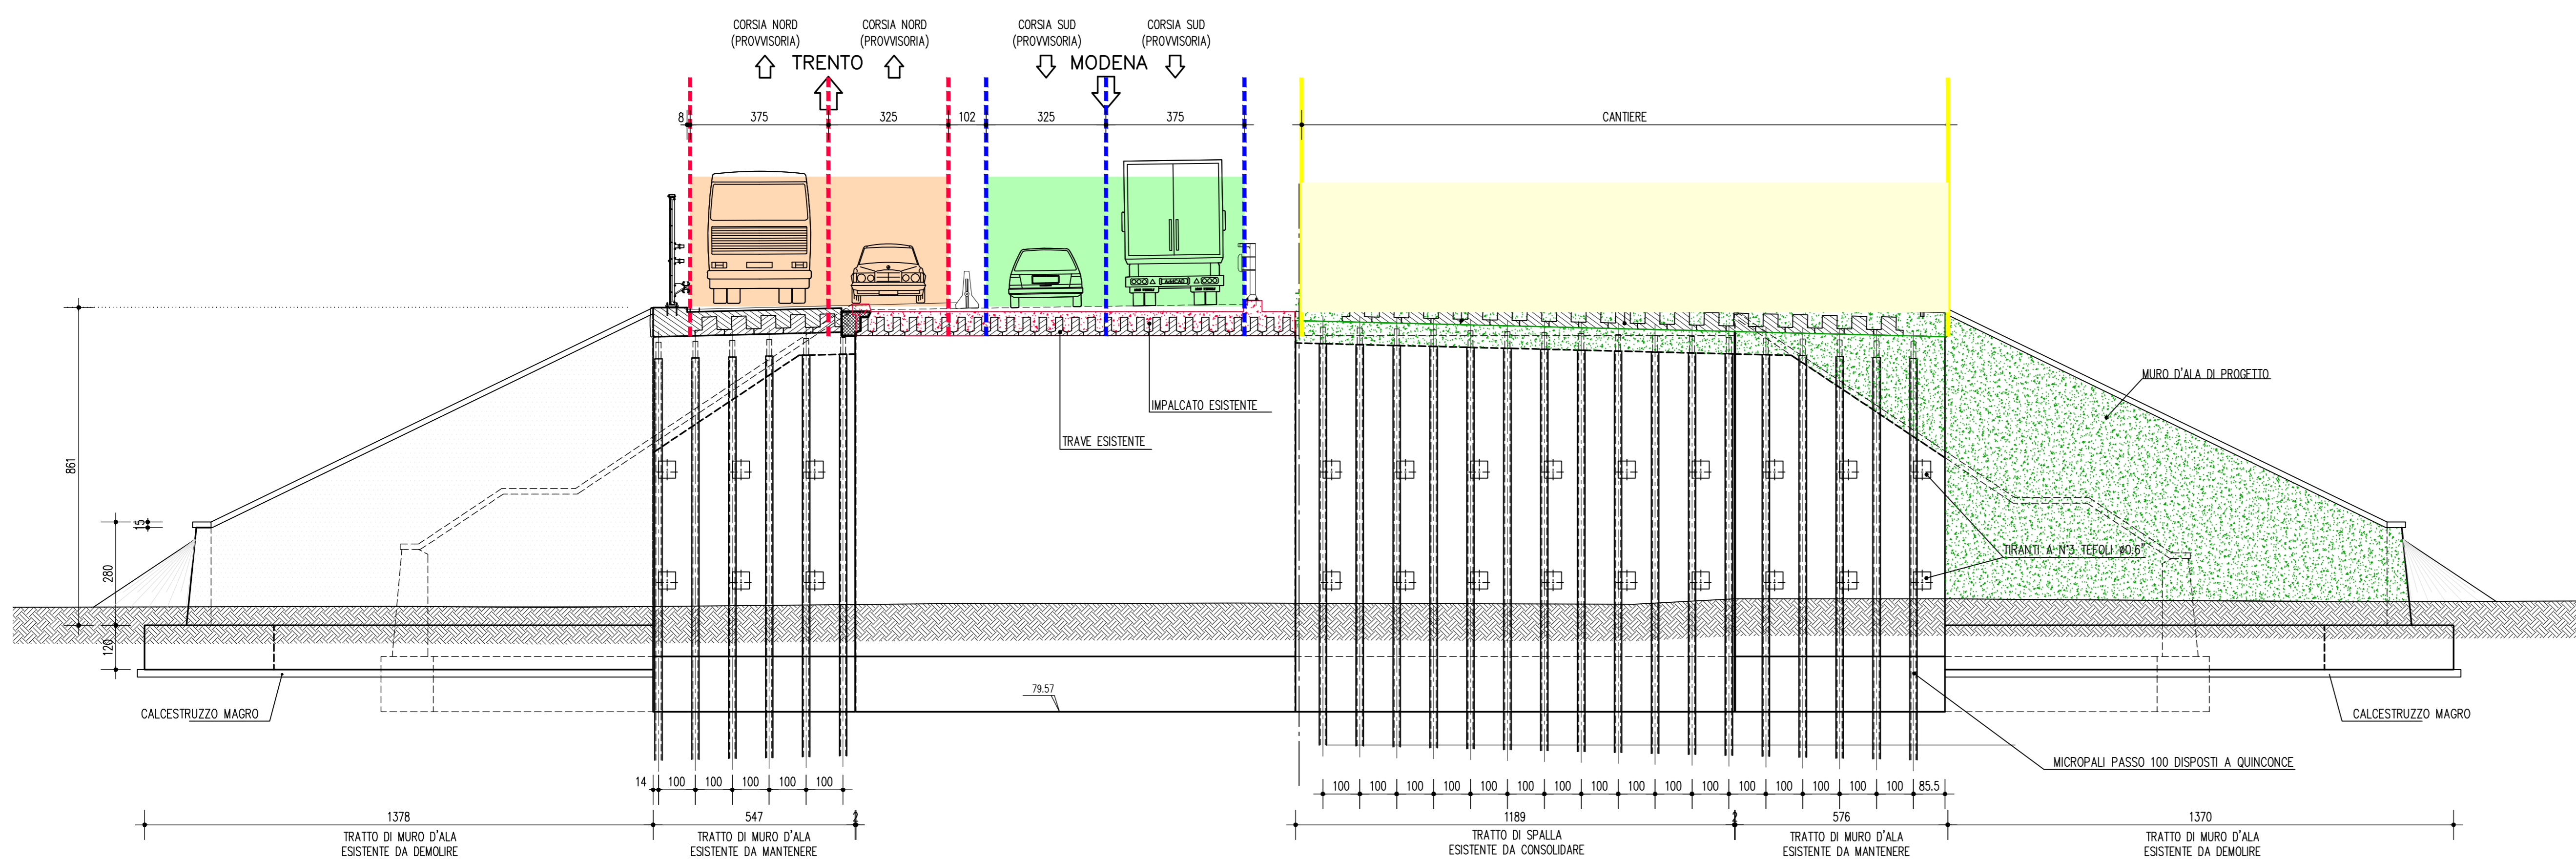 CORSIA NORD
(PROVVISORIA)
CORSIA NORD
(PROVVISORIA)
CORSIA SUD
(PROVVISORIA)
CORSIA SUD
(PROVVISORIA)
TRENTO
MODENA
8
375
325
102
325
375
CANTIERE
MURO D'ALA DI PROGETTO
IMPALCATO ESISTENTE
TRAVE ESISTENTE
861
15
280
120
TIRANTI A N°3 TEFOLI ø0.6"
79.57
CALCESTRUZZO MAGRO
CALCESTRUZZO MAGRO
MICROPALI PASSO 100 DISPOSTI A QUINCONCE
14 100 100 100 100 100
100 100 100 100 100 100 100 100 100 100 100 100 100 100 100 100 85.5
1378
547
2
1189
2
576
1370
TRATTO DI MURO D'ALA
ESISTENTE DA DEMOLIRE
TRATTO DI MURO D'ALA
ESISTENTE DA MANTENERE
TRATTO DI SPALLA
ESISTENTE DA CONSOLIDARE
TRATTO DI MURO D'ALA
ESISTENTE DA MANTENERE
TRATTO DI MURO D'ALA
ESISTENTE DA DEMOLIRE